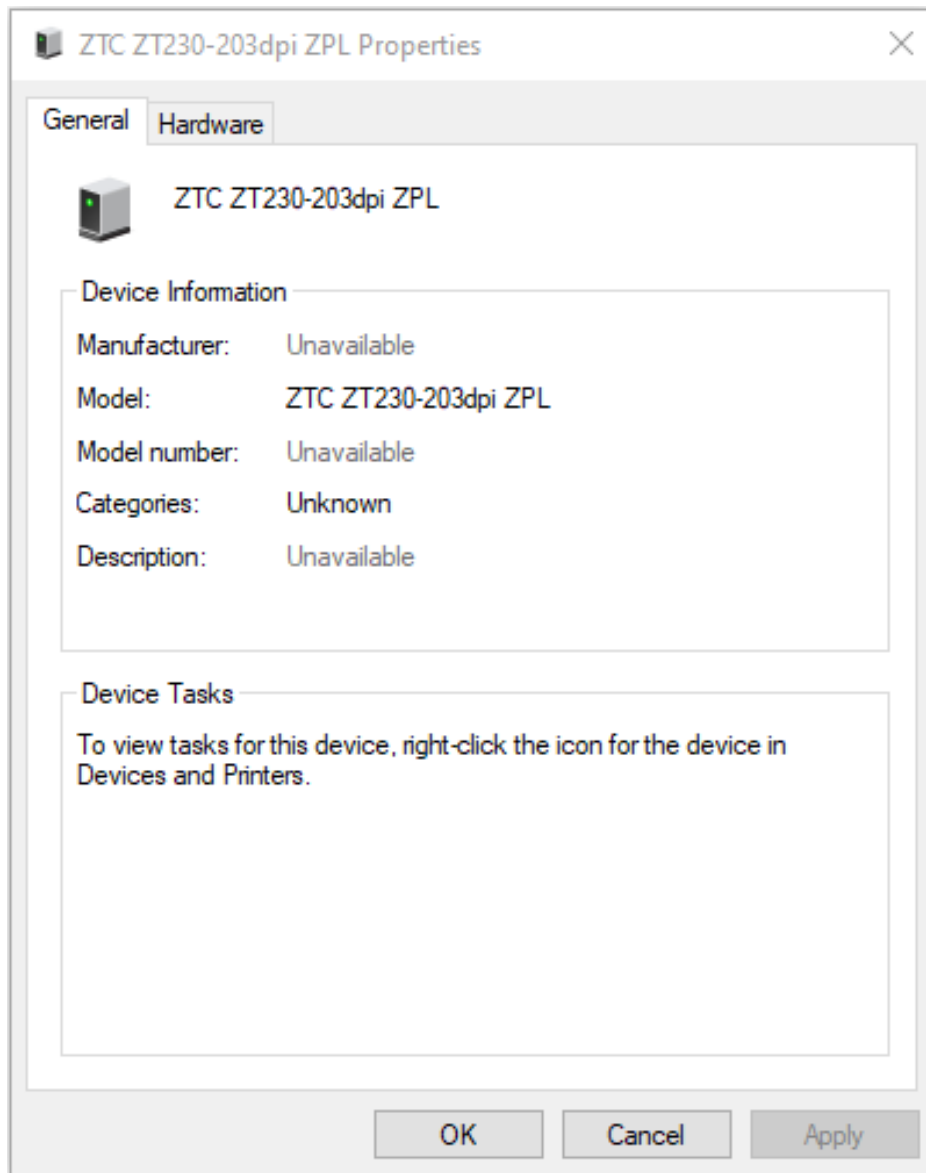 ZTC ZT230-203dpi ZPL Properties
General
Hardware
ZTC ZT230-203dpi ZPL
Device Information
Manufacturer: Unavailable
Model: ZTC ZT230-203dpi ZPL
Model number: Unavailable
Categories: Unknown
Description: Unavailable
Device Tasks
To view tasks for this device, right-click the icon for the device in
Devices and Printers.
OK
Cancel
Apply